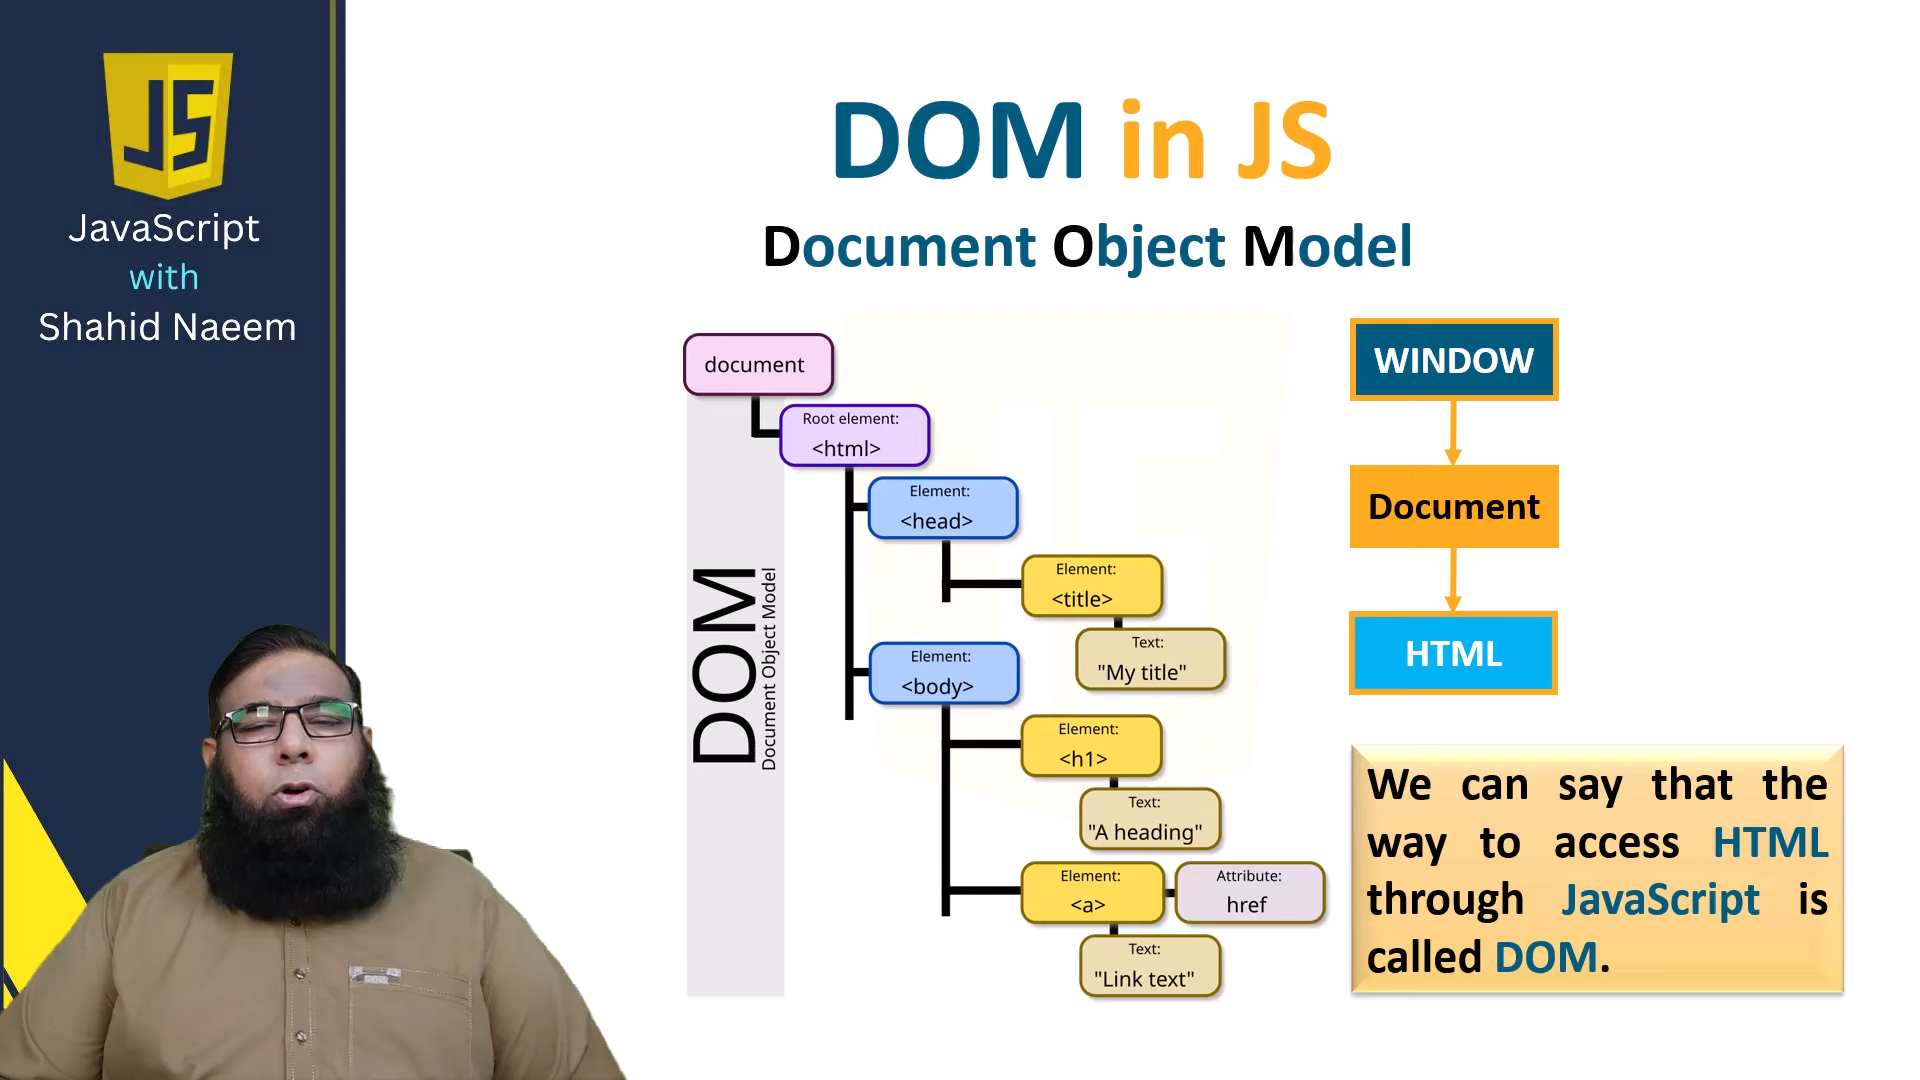 JS
JavaScript
with
Shahid Naeem
DOM in JS
Document Object Model
document
Root element:
<html>
Element:
<head>
Element:
<title>
Text:
"My title"
Element:
<body>
Element:
<h1>
Text:
"A heading"
Element:
<a>
Attribute:
href
Text:
"Link text"
DOM
Document Object Model
WINDOW
Document
HTML
We can say that the
way to access HTML
through JavaScript is
called DOM.